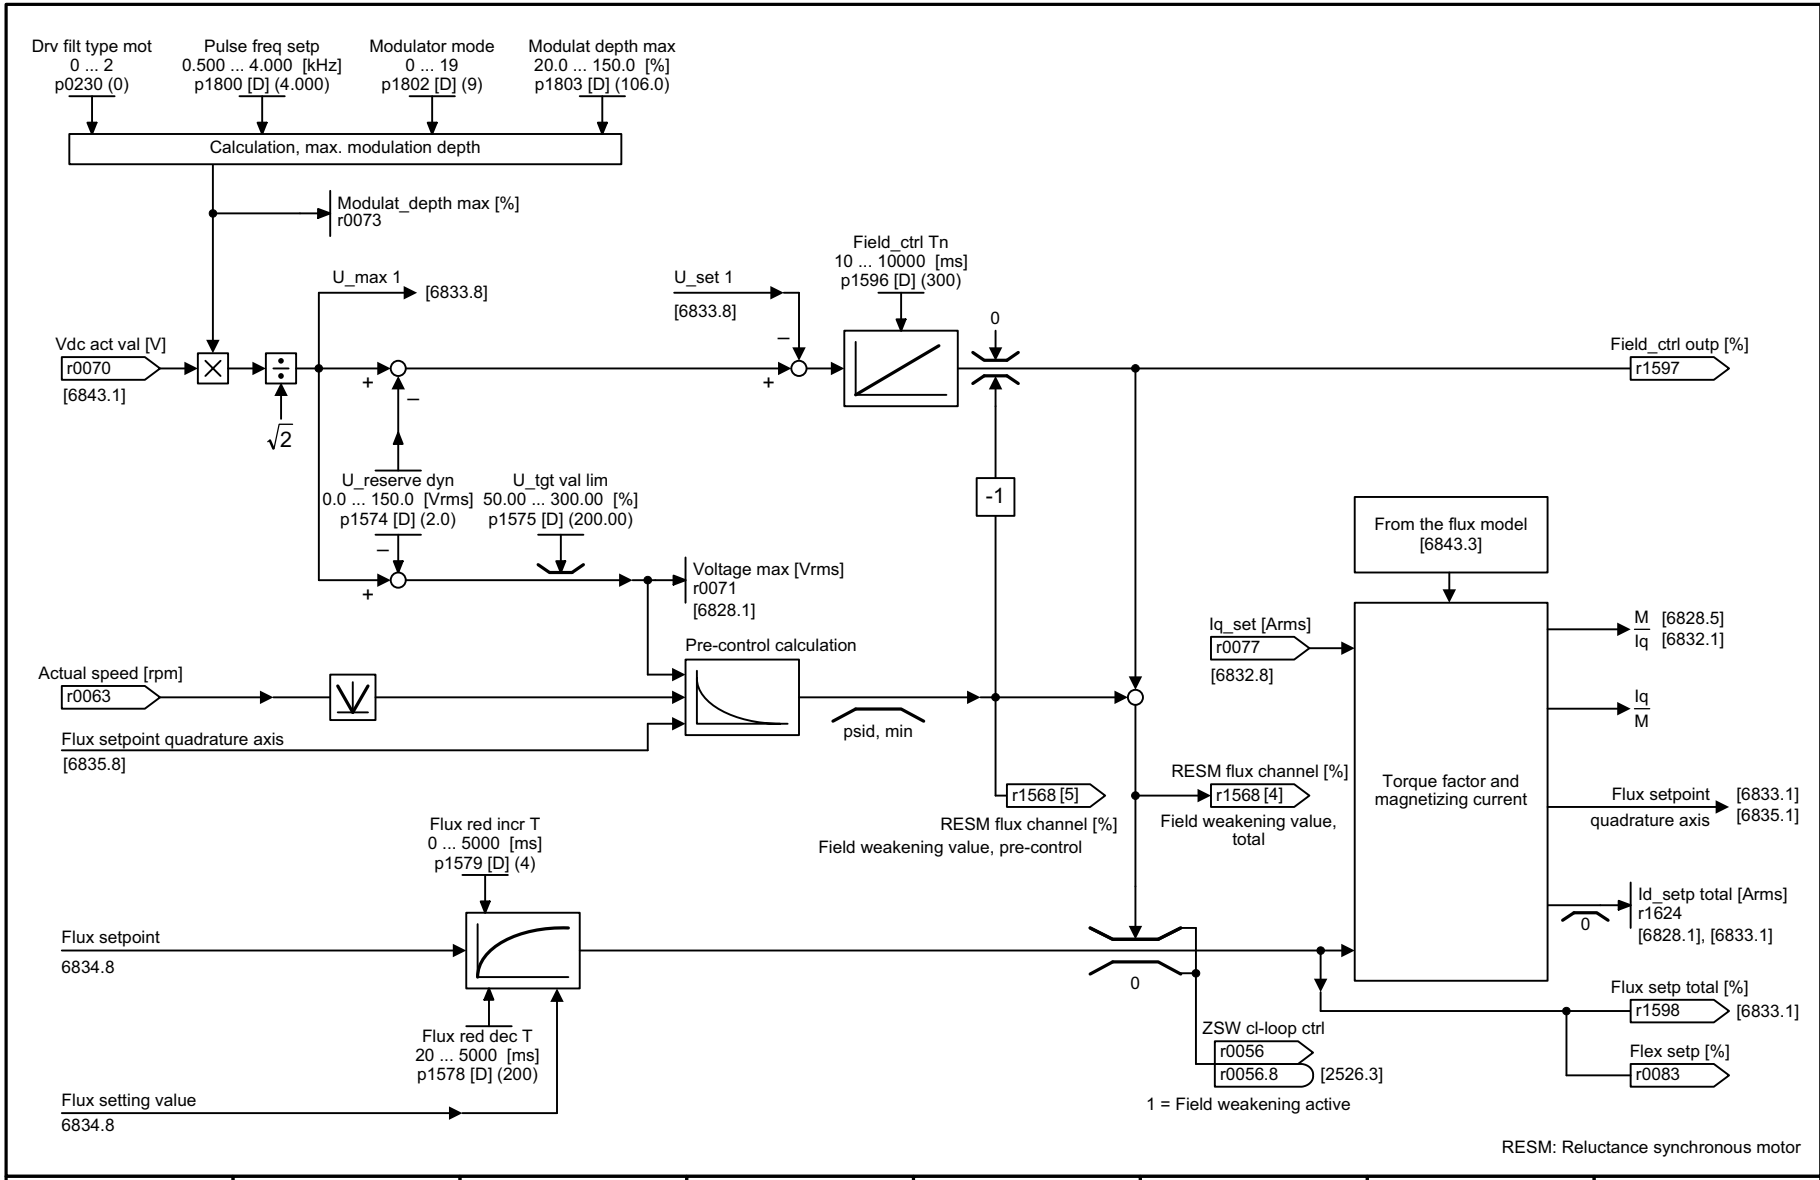 Drv filt type mot
0 ... 2
p0230 (0)
Pulse freq setp
0.500 ... 4.000 [kHz]
p1800 [D] (4.000)
Modulator mode
0 ... 19
p1802 [D] (9)
Modulat depth max
20.0 ... 150.0 [%]
p1803 [D] (106.0)
Calculation, max. modulation depth
Modulat_depth max [%]
r0073
Field_ctrl Tn
10 ... 10000 [ms]
p1596 [D] (300)
U_max 1
[6833.8]
U_set 1
[6833.8]
0
Vdc act val [V]
r0070
[6843.1]
×
÷
√2
+
–
+
–
Field_ctrl outp [%]
r1597
U_reserve dyn
0.0 ... 150.0 [Vrms]
p1574 [D] (2.0)
U_tgt val lim
50.00 ... 300.00 [%]
p1575 [D] (200.00)
-1
From the flux model
[6843.3]
–
+
Voltage max [Vrms]
r0071
[6828.1]
Iq_set [Arms]
r0077
[6832.8]
M
Iq
[6828.5]
[6832.1]
Pre-control calculation
Actual speed [rpm]
r0063
Flux setpoint quadrature axis
[6835.8]
psid, min
Iq
M
RESM flux channel [%]
r1568 [4]
Field weakening value,
total
r1568 [5]
RESM flux channel [%]
Field weakening value, pre-control
Torque factor and
magnetizing current
Flux setpoint
quadrature axis
[6833.1]
[6835.1]
Flux red incr T
0 ... 5000 [ms]
p1579 [D] (4)
Id_setp total [Arms]
r1624
[6828.1], [6833.1]
0
Flux setpoint
6834.8
0
Flux setp total [%]
r1598
[6833.1]
Flux red dec T
20 ... 5000 [ms]
p1578 [D] (200)
ZSW cl-loop ctrl
r0056
r0056.8
[2526.3]
1 = Field weakening active
Flex setp [%]
r0083
Flux setting value
6834.8
RESM: Reluctance synchronous motor